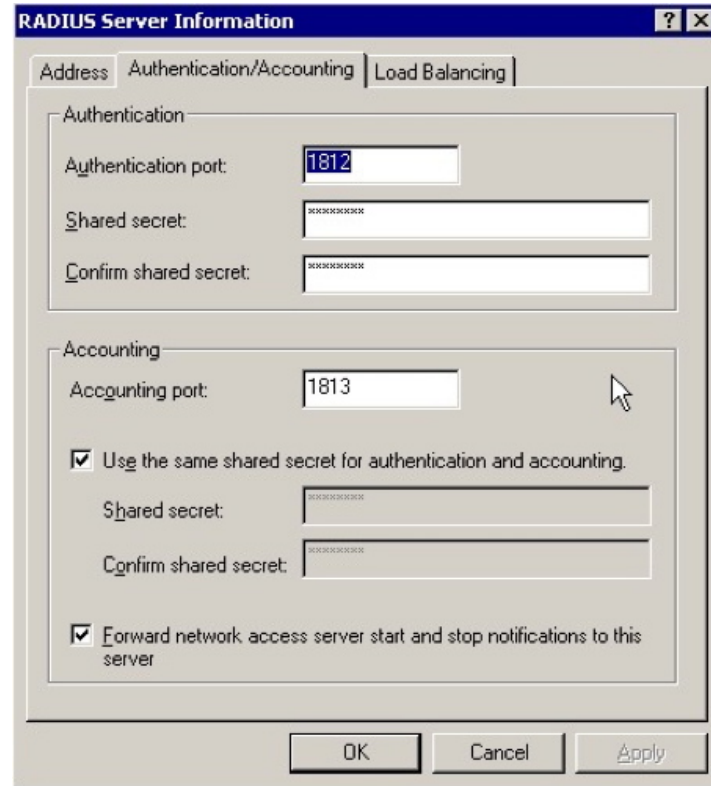 RADIUS Server Information
Address Authentication/Accounting Load Balancing
Authentication
Authentication port: 1812
Shared secret: ********
Confirm shared secret: ********
Accounting
Accounting port: 1813
Use the same shared secret for authentication and accounting.
Shared secret: ********
Confirm shared secret: ********
Forward network access server start and stop notifications to this
server
OK Cancel Apply